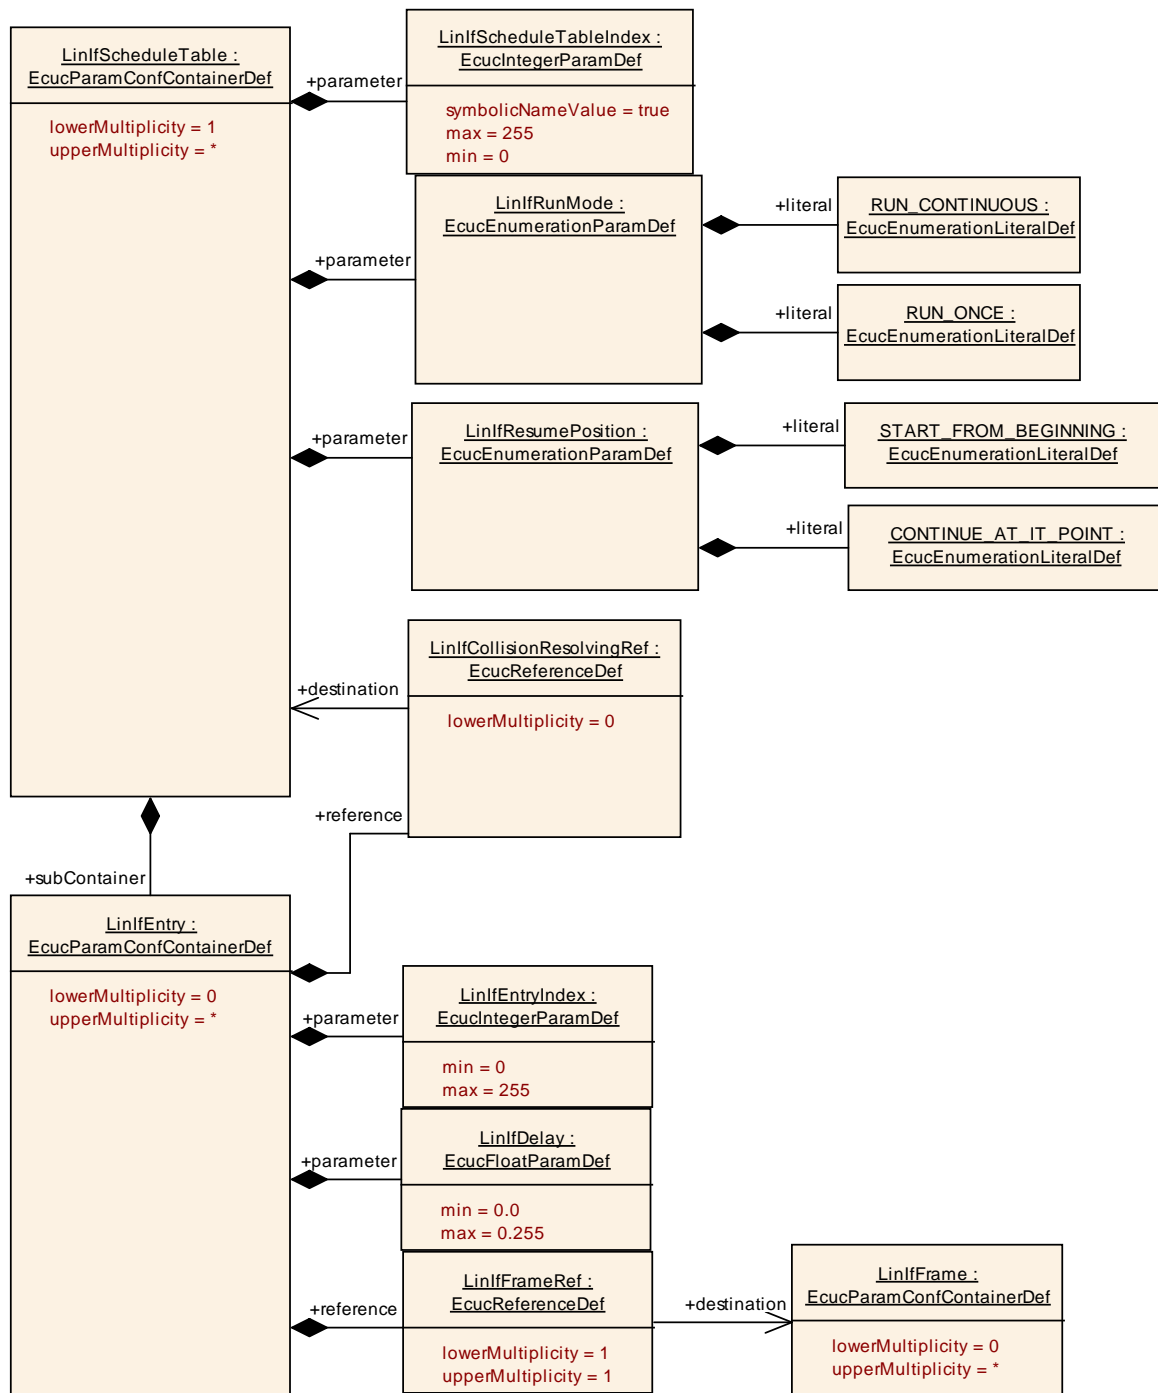 LinIfScheduleTable :
EcucParamConfContainerDef
lowerMultiplicity = 1
upperMultiplicity = *
+parameter
LinIfScheduleTableIndex :
EcucIntegerParamDef
symbolicNameValue = true
max = 255
min = 0
+parameter
LinIfRunMode :
EcucEnumerationParamDef
+literal
RUN_CONTINUOUS :
EcucEnumerationLiteralDef
+literal
RUN_ONCE :
EcucEnumerationLiteralDef
+parameter
LinIfResumePosition :
EcucEnumerationParamDef
+literal
START_FROM_BEGINNING :
EcucEnumerationLiteralDef
+literal
CONTINUE_AT_IT_POINT :
EcucEnumerationLiteralDef
+destination
LinIfCollisionResolvingRef :
EcucReferenceDef
lowerMultiplicity = 0
+reference
+subContainer
LinIfEntry :
EcucParamConfContainerDef
lowerMultiplicity = 0
upperMultiplicity = *
+parameter
LinIfEntryIndex :
EcucIntegerParamDef
min = 0
max = 255
+parameter
LinIfDelay :
EcucFloatParamDef
min = 0.0
max = 0.255
+reference
LinIfFrameRef :
EcucReferenceDef
lowerMultiplicity = 1
upperMultiplicity = 1
+destination
LinIfFrame :
EcucParamConfContainerDef
lowerMultiplicity = 0
upperMultiplicity = *